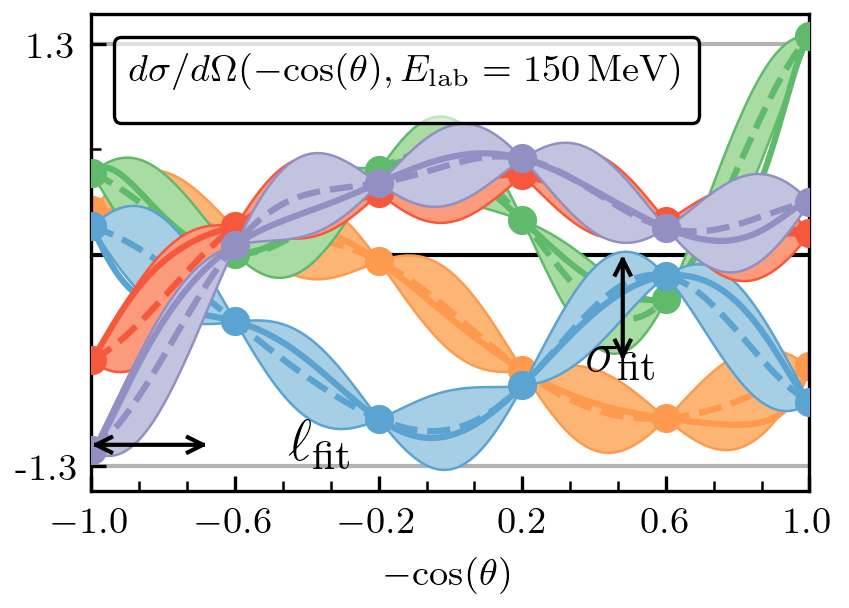 1.3
dσ/dΩ(−cos(θ), E_lab = 150 MeV)
σ_fit
ℓ_fit
-1.3
−1.0 −0.6 −0.2 0.2 0.6 1.0
−cos(θ)